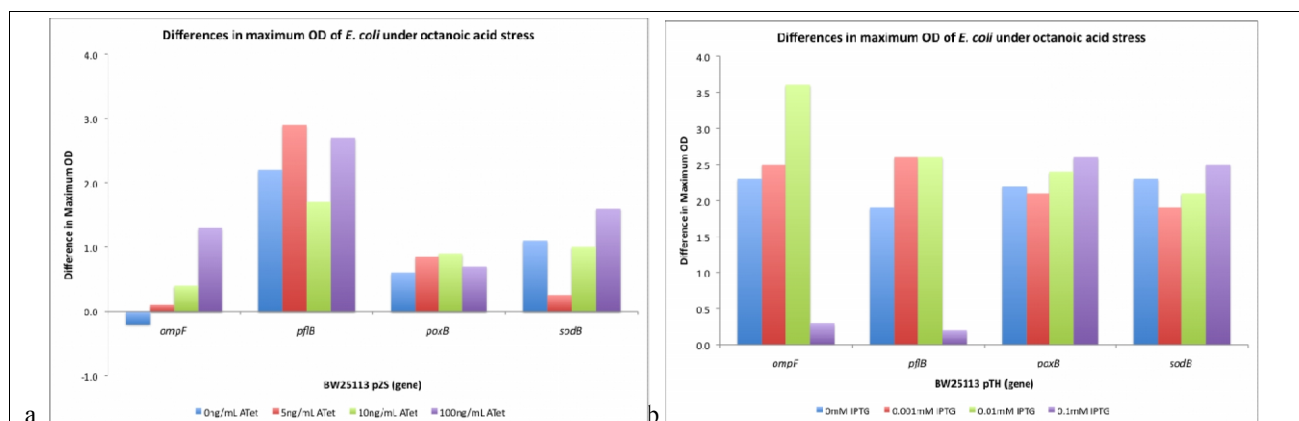 Differences in maximum OD of E. coli under octanoic acid stress
4.0
3.0
2.0
1.0
0.0
-1.0
Difference in Maximum OD
ompF
pflB
poxB
sodB
BW25113 pZS (gene)
0ng/mL ATet
5ng/mL ATet
10ng/mL ATet
100ng/mL ATet
a
Differences in maximum OD of E. coli under octanoic acid stress
4.0
3.5
3.0
2.5
2.0
1.5
1.0
0.5
0.0
Difference in Maximum OD
ompF
pflB
poxB
sodB
BW25113 pTH (gene)
0mM IPTG
0.001mM IPTG
0.01mM IPTG
0.1mM IPTG
b